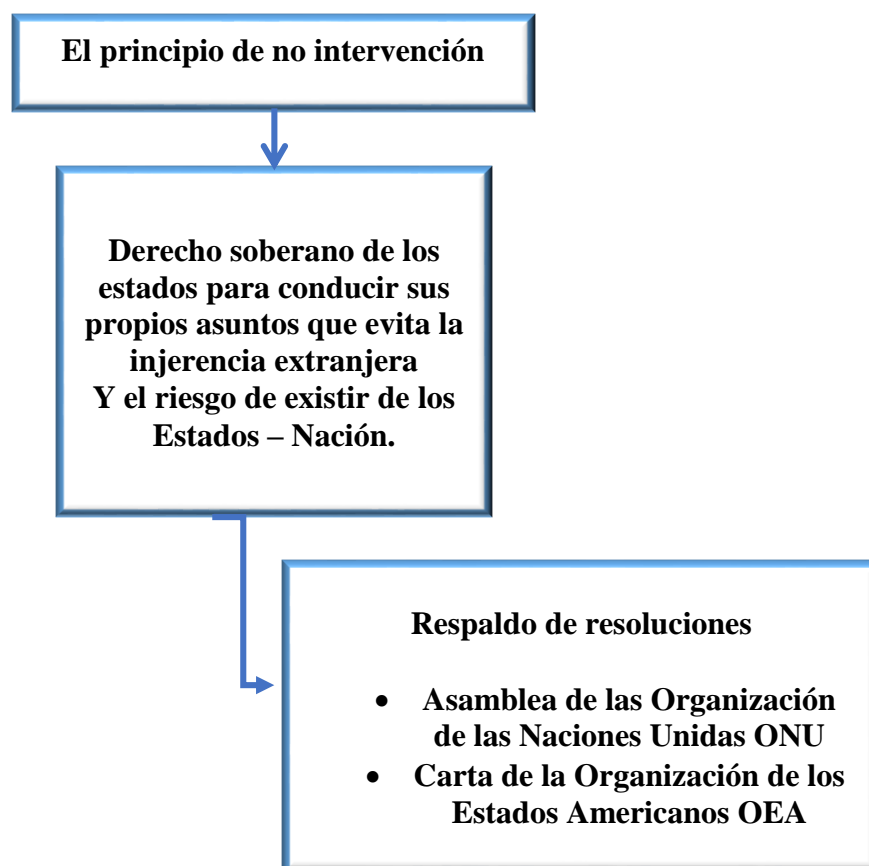 El principio de no intervención
Derecho soberano de los
estados para conducir sus
propios asuntos que evita la
injerencia extranjera
Y el riesgo de existir de los
Estados – Nación.
Respaldo de resoluciones
• Asamblea de las Organización
de las Naciones Unidas ONU
• Carta de la Organización de los
Estados Americanos OEA